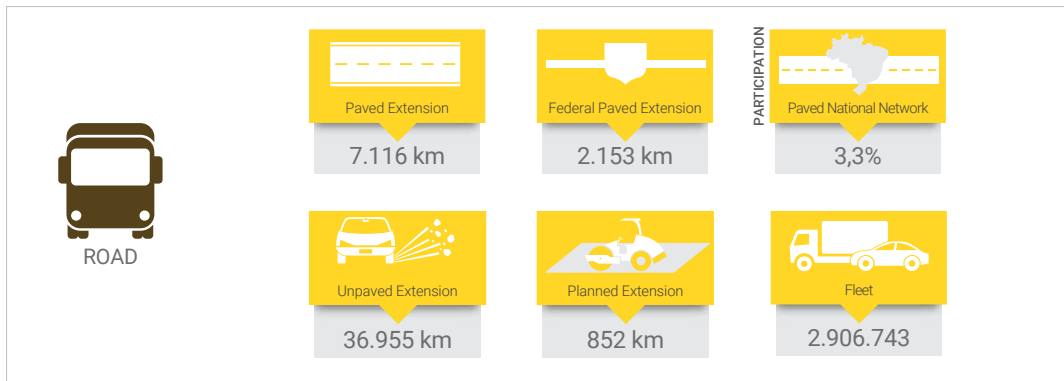 Paved Extension
7.116 km
Federal Paved Extension
2.153 km
PARTICIPATION
Paved National Network
3,3%
ROAD
Unpaved Extension
36.955 km
Planned Extension
852 km
Fleet
2.906.743